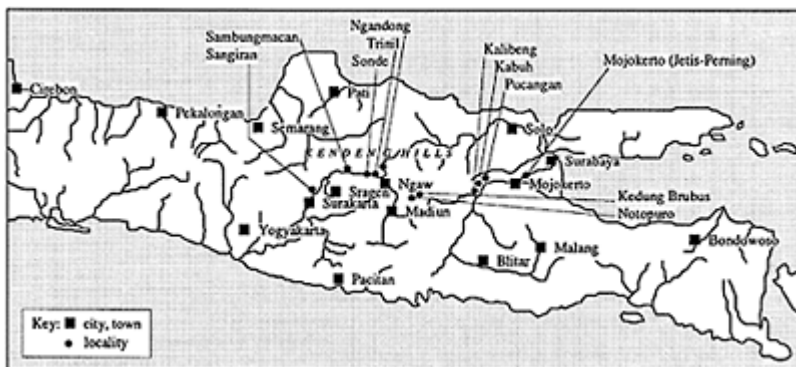 Ngandong
Sambungmacan
Trinil
Sangiran
Sonde
Kalibeng
Kabuh
Pucangan
Mojokerto (Jetis-Perning)
Cirebon
Pati
Pekalongan
Semarang
Solo
KENDENG HILLS
Surabaya
Sragen
Ngaw
Mojokerto
Surakarta
Kedung Brubus
Madiun
Notopuro
Yogyakarta
Malang
Bondowoso
Blitar
Pacitan
Key: city, town
locality